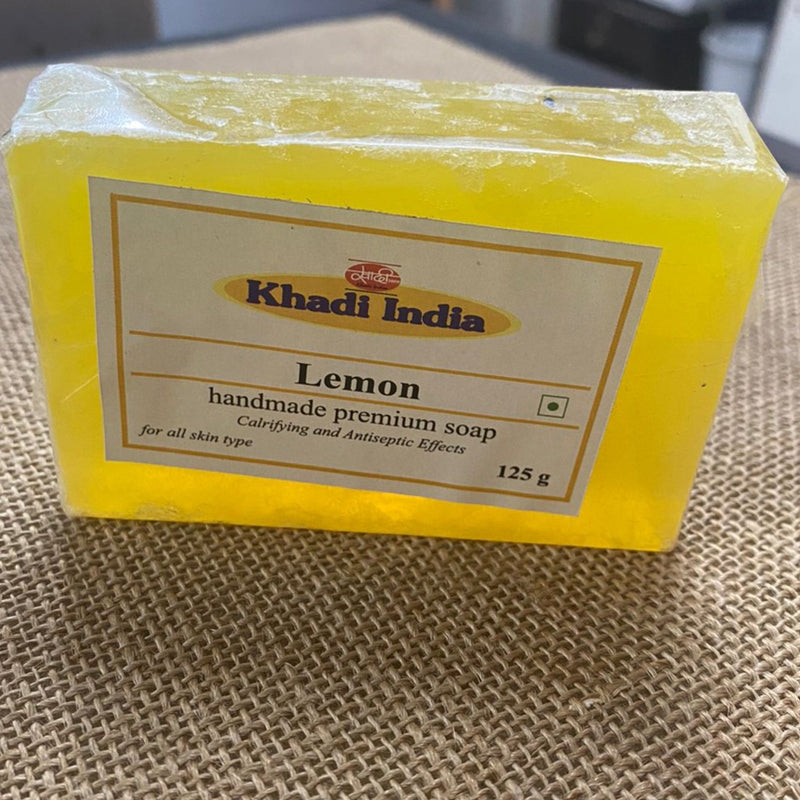 खादी
Khadi India
Lemon
handmade premium soap
Calrifying and Antiseptic Effects
for all skin type
125 g